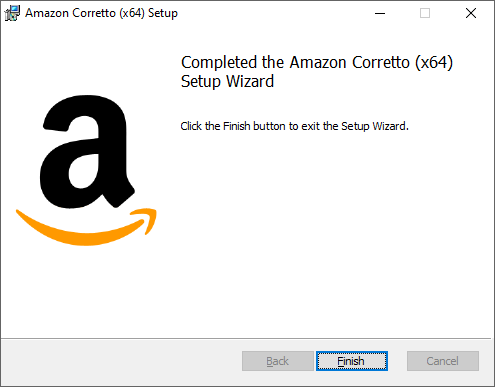 Amazon Corretto (x64) Setup
Completed the Amazon Corretto (x64)
Setup Wizard
Click the Finish button to exit the Setup Wizard.
Back
Finish
Cancel